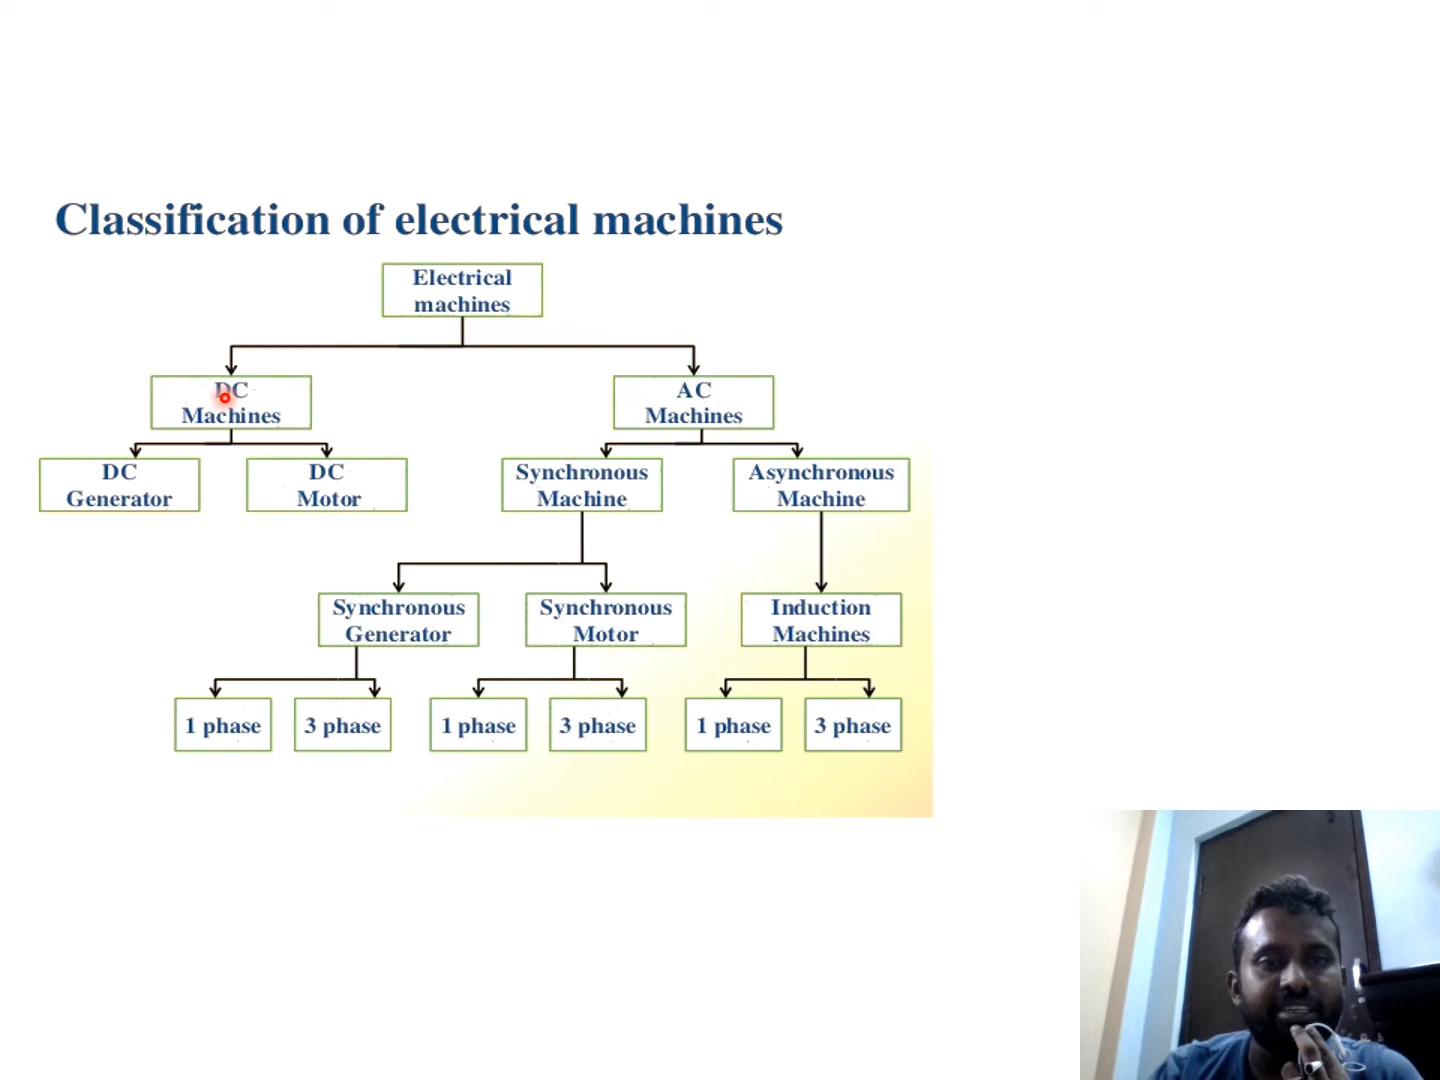 Classification of electrical machines
Electrical
machines
DC
Machines
AC
Machines
DC
Generator
DC
Motor
Synchronous
Machine
Asynchronous
Machine
Synchronous
Generator
Synchronous
Motor
Induction
Machines
1 phase
3 phase
1 phase
3 phase
1 phase
3 phase